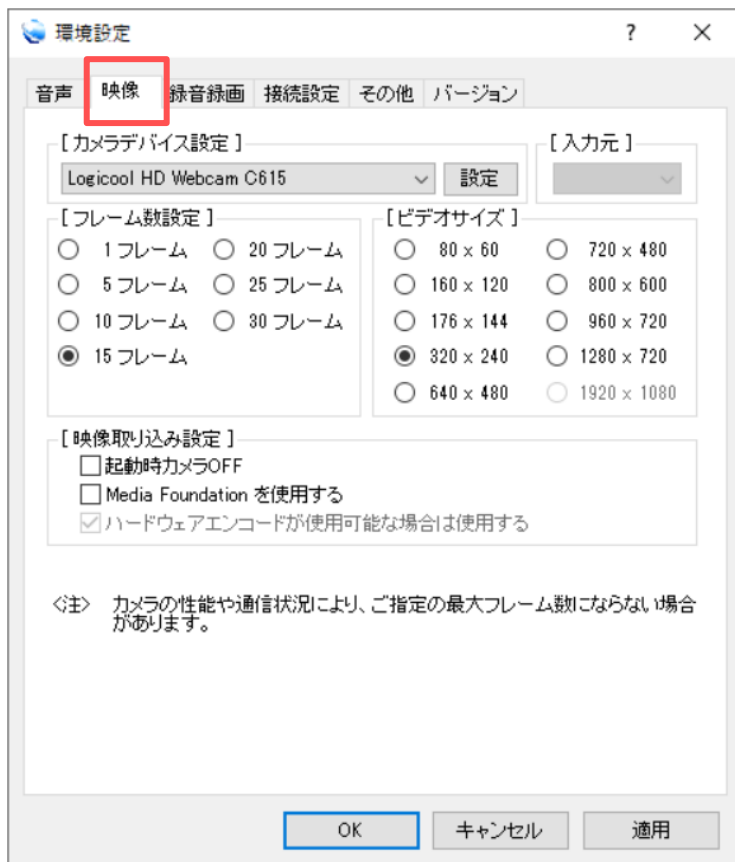 環境設定
音声 映像 録音録画 接続設定 その他 バージョン
[ カメラデバイス設定 ] [ 入力元 ]
Logicool HD Webcam C615 設定
[ フレーム数設定 ] [ ビデオサイズ ]
1 フレーム 20 フレーム 80 × 60 720 × 480
5 フレーム 25 フレーム 160 × 120 800 × 600
10 フレーム 30 フレーム 176 × 144 960 × 720
15 フレーム 320 × 240 1280 × 720
640 × 480 1920 × 1080
[ 映像取り込み設定 ]
起動時カメラOFF
Media Foundation を使用する
ハードウェアエンコードが使用可能な場合は使用する
<注> カメラの性能や通信状況により、ご指定の最大フレーム数にならない場合
があります。
OK キャンセル 適用